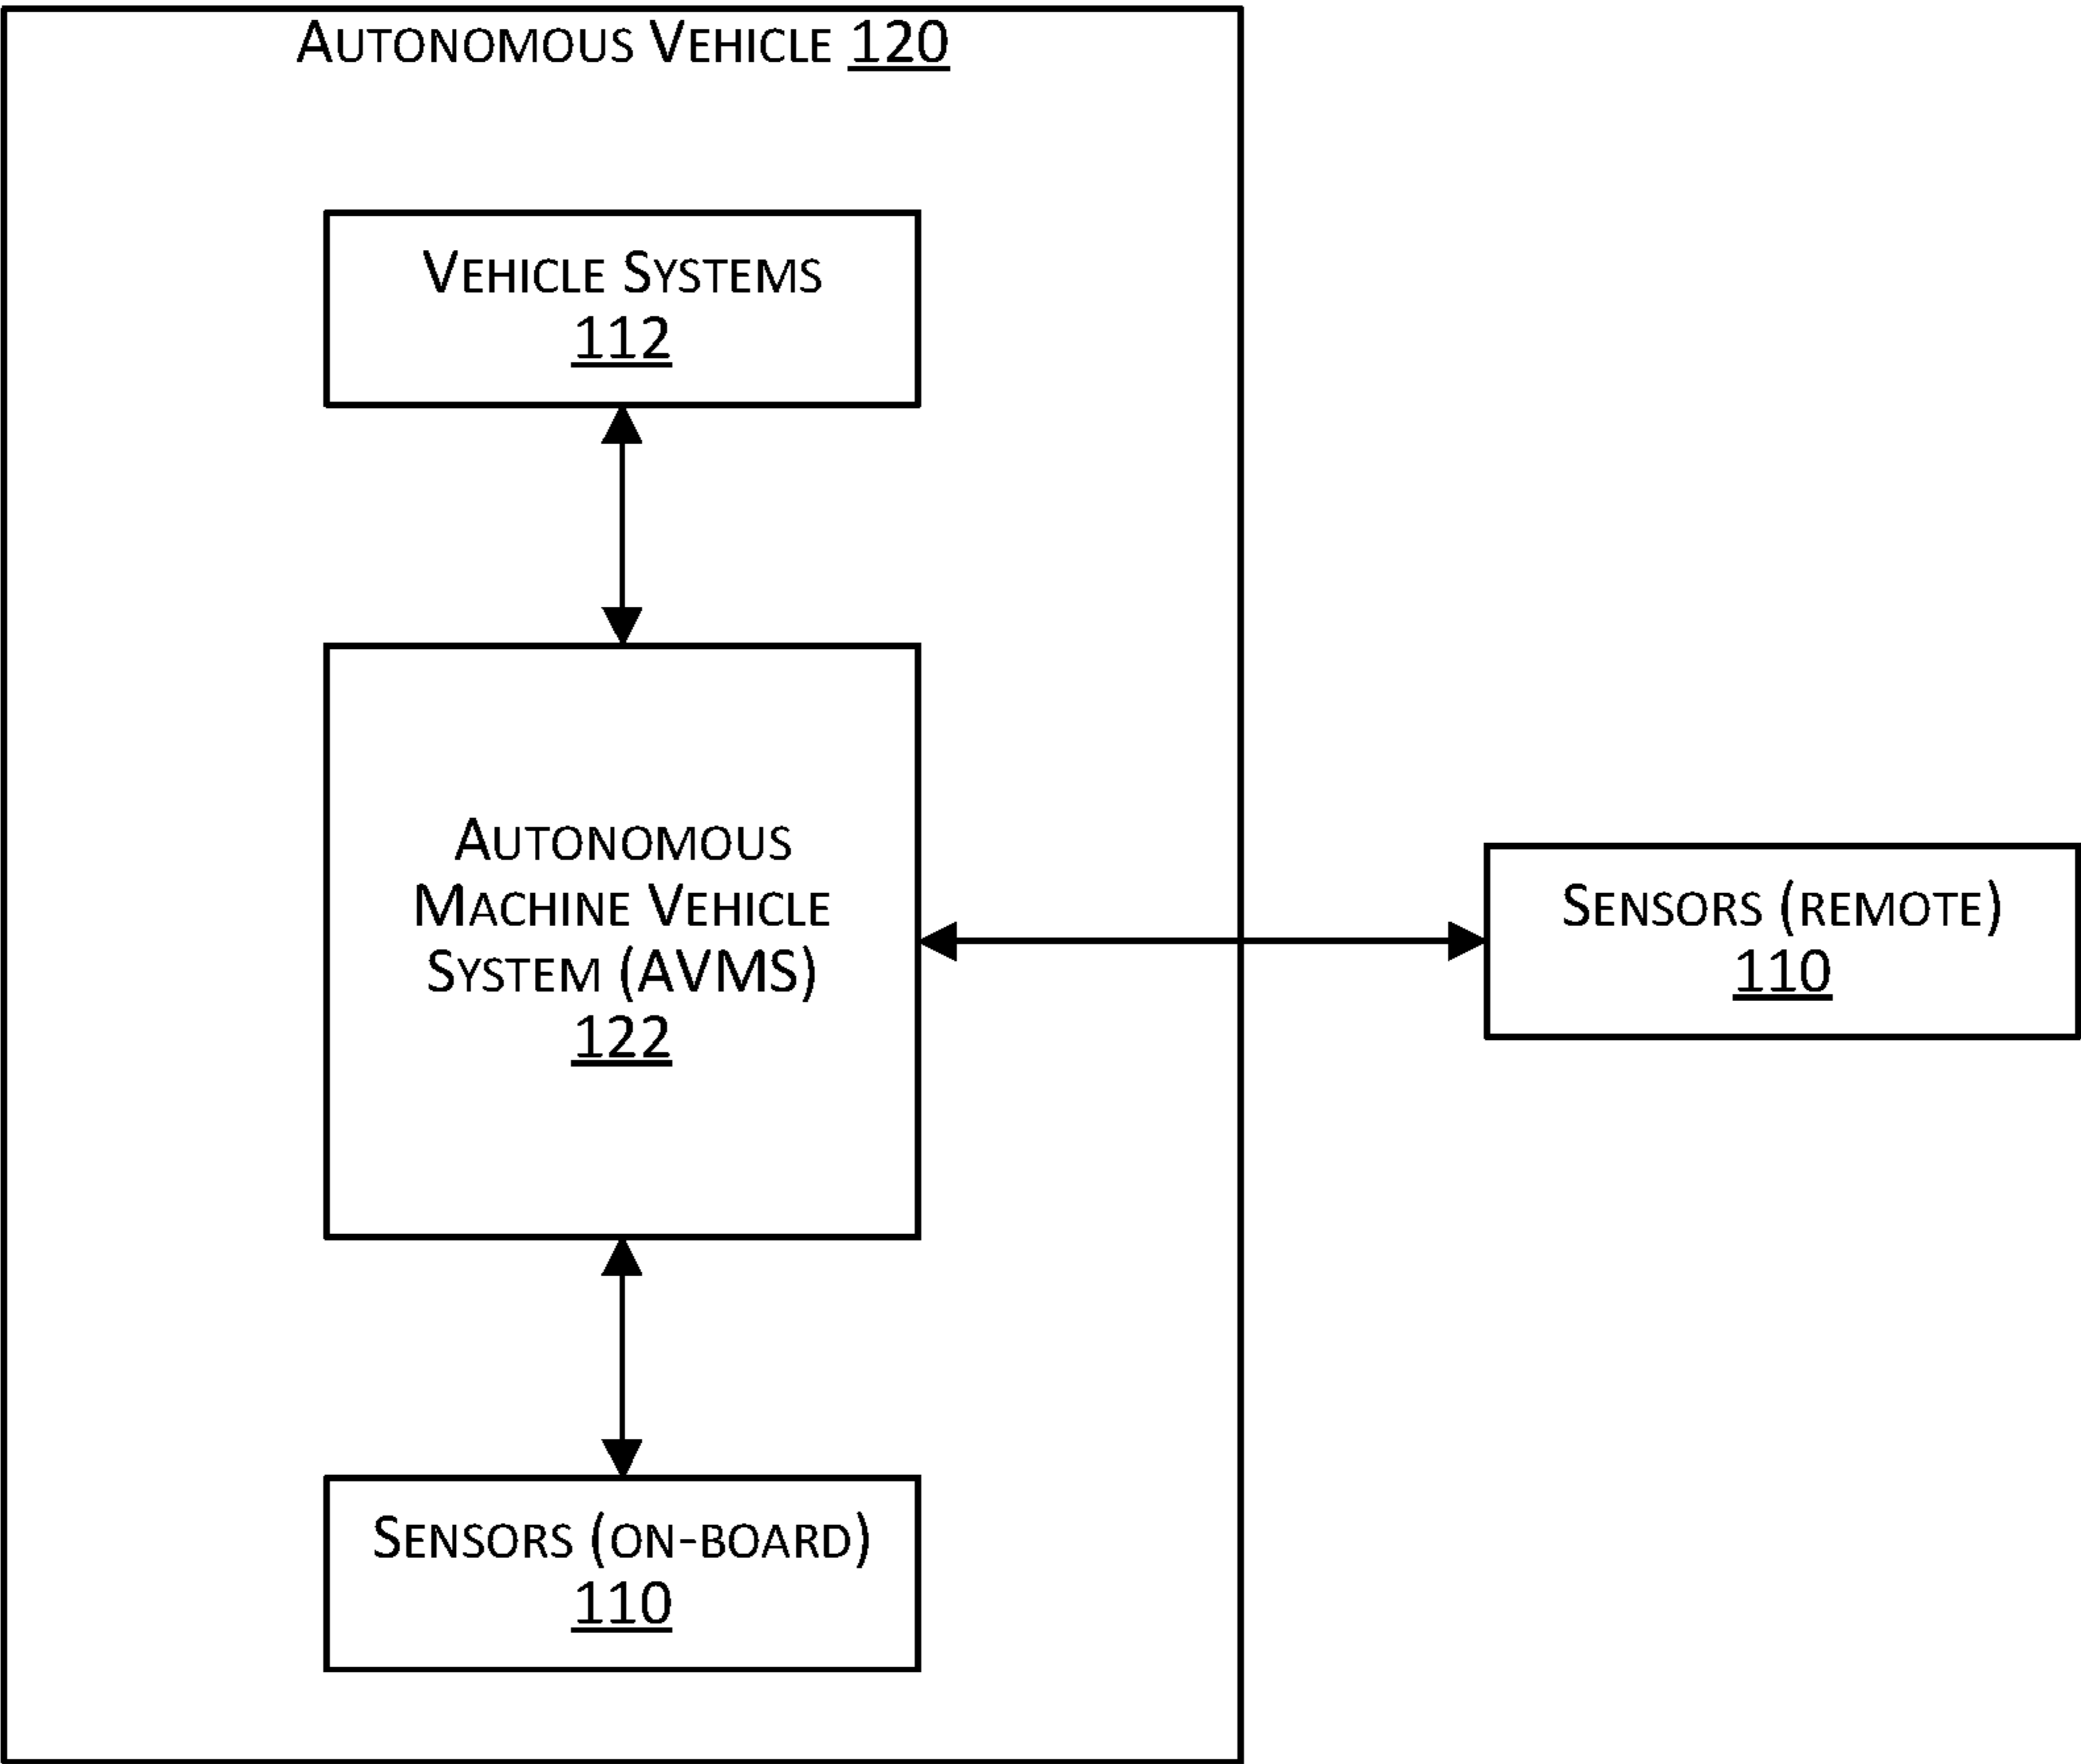 AUTONOMOUS VEHICLE 120
VEHICLE SYSTEMS
112
AUTONOMOUS
MACHINE VEHICLE
SYSTEM (AVMS)
122
SENSORS (REMOTE)
110
SENSORS (ON-BOARD)
110